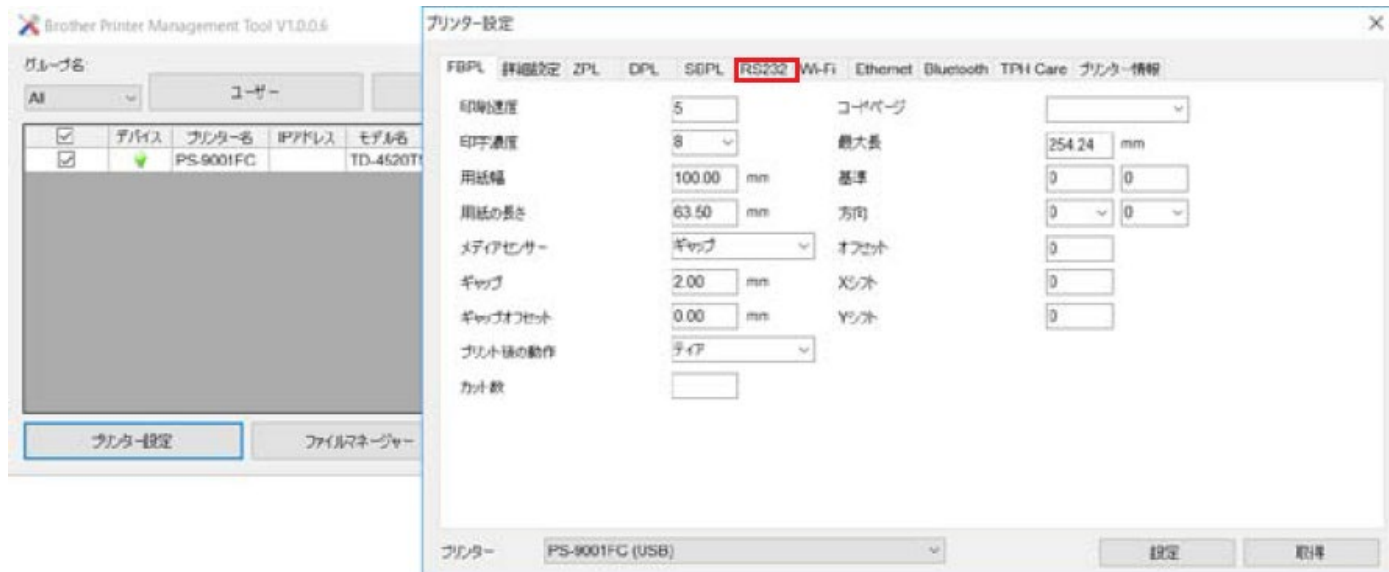 Brother Printer Management Tool V1.0.0.6
グループ名
All
ユーザー
デバイス プリンター名 IPアドレス モデル名
PS-9001FC TD-4520T
プリンター設定
ファイルマネージャー
プリンター設定
FBPL 詳細設定 ZPL DPL SBPL RS232 Wi-Fi Ethernet Bluetooth TPH Care プリンター情報
印刷速度 5 コードページ
印字濃度 8 最大長 254.24 mm
用紙幅 100.00 mm 基準 0 0
用紙の長さ 63.50 mm 方向 0 0
メディアセンサー ギャップ オフセット 0
ギャップ 2.00 mm Xシフト 0
ギャップオフセット 0.00 mm Yシフト 0
プリント後の動作 ティア
カット数
プリンター PS-9001FC (USB) 設定 取得